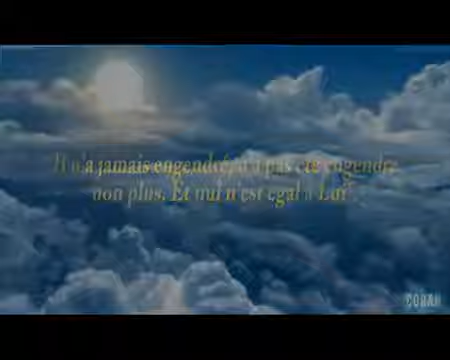 Il n'a jamais engendré, n'a pas été engendré
non plus. Et nul n'est égal à Lui".
CORAN